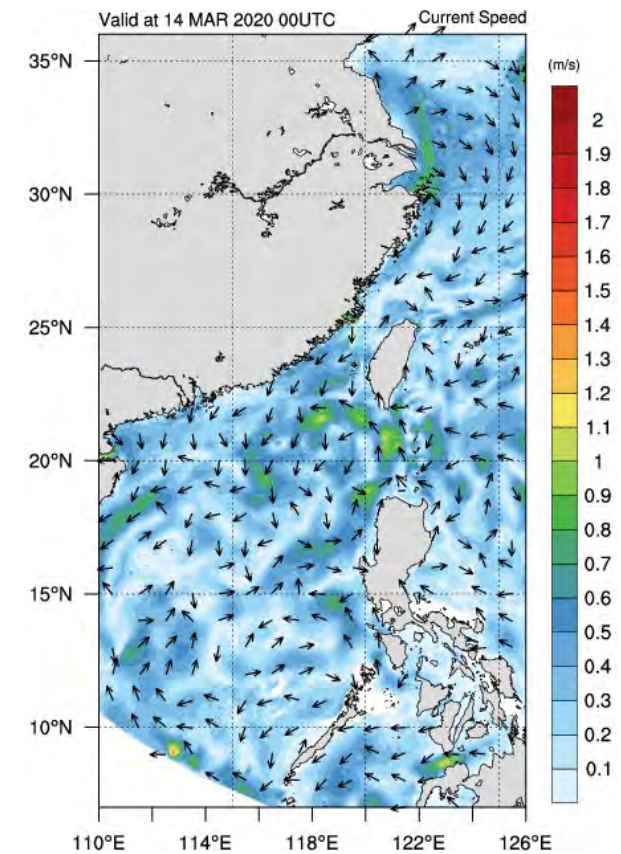 Valid at 14 MAR 2020 00UTC Current Speed
(m/s)
35°N
30°N
25°N
20°N
15°N
10°N
2
1.9
1.8
1.7
1.6
1.5
1.4
1.3
1.2
1.1
1
0.9
0.8
0.7
0.6
0.5
0.4
0.3
0.2
0.1
110°E 114°E 118°E 122°E 126°E